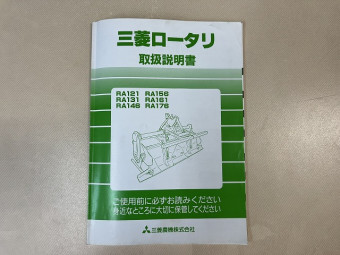 三菱ロータリ
取扱説明書
RA121 RA156
RA131 RA161
RA146 RA176
ご使用前に必ずお読みください
身近なところに大切に保管してください
三菱農機株式会社